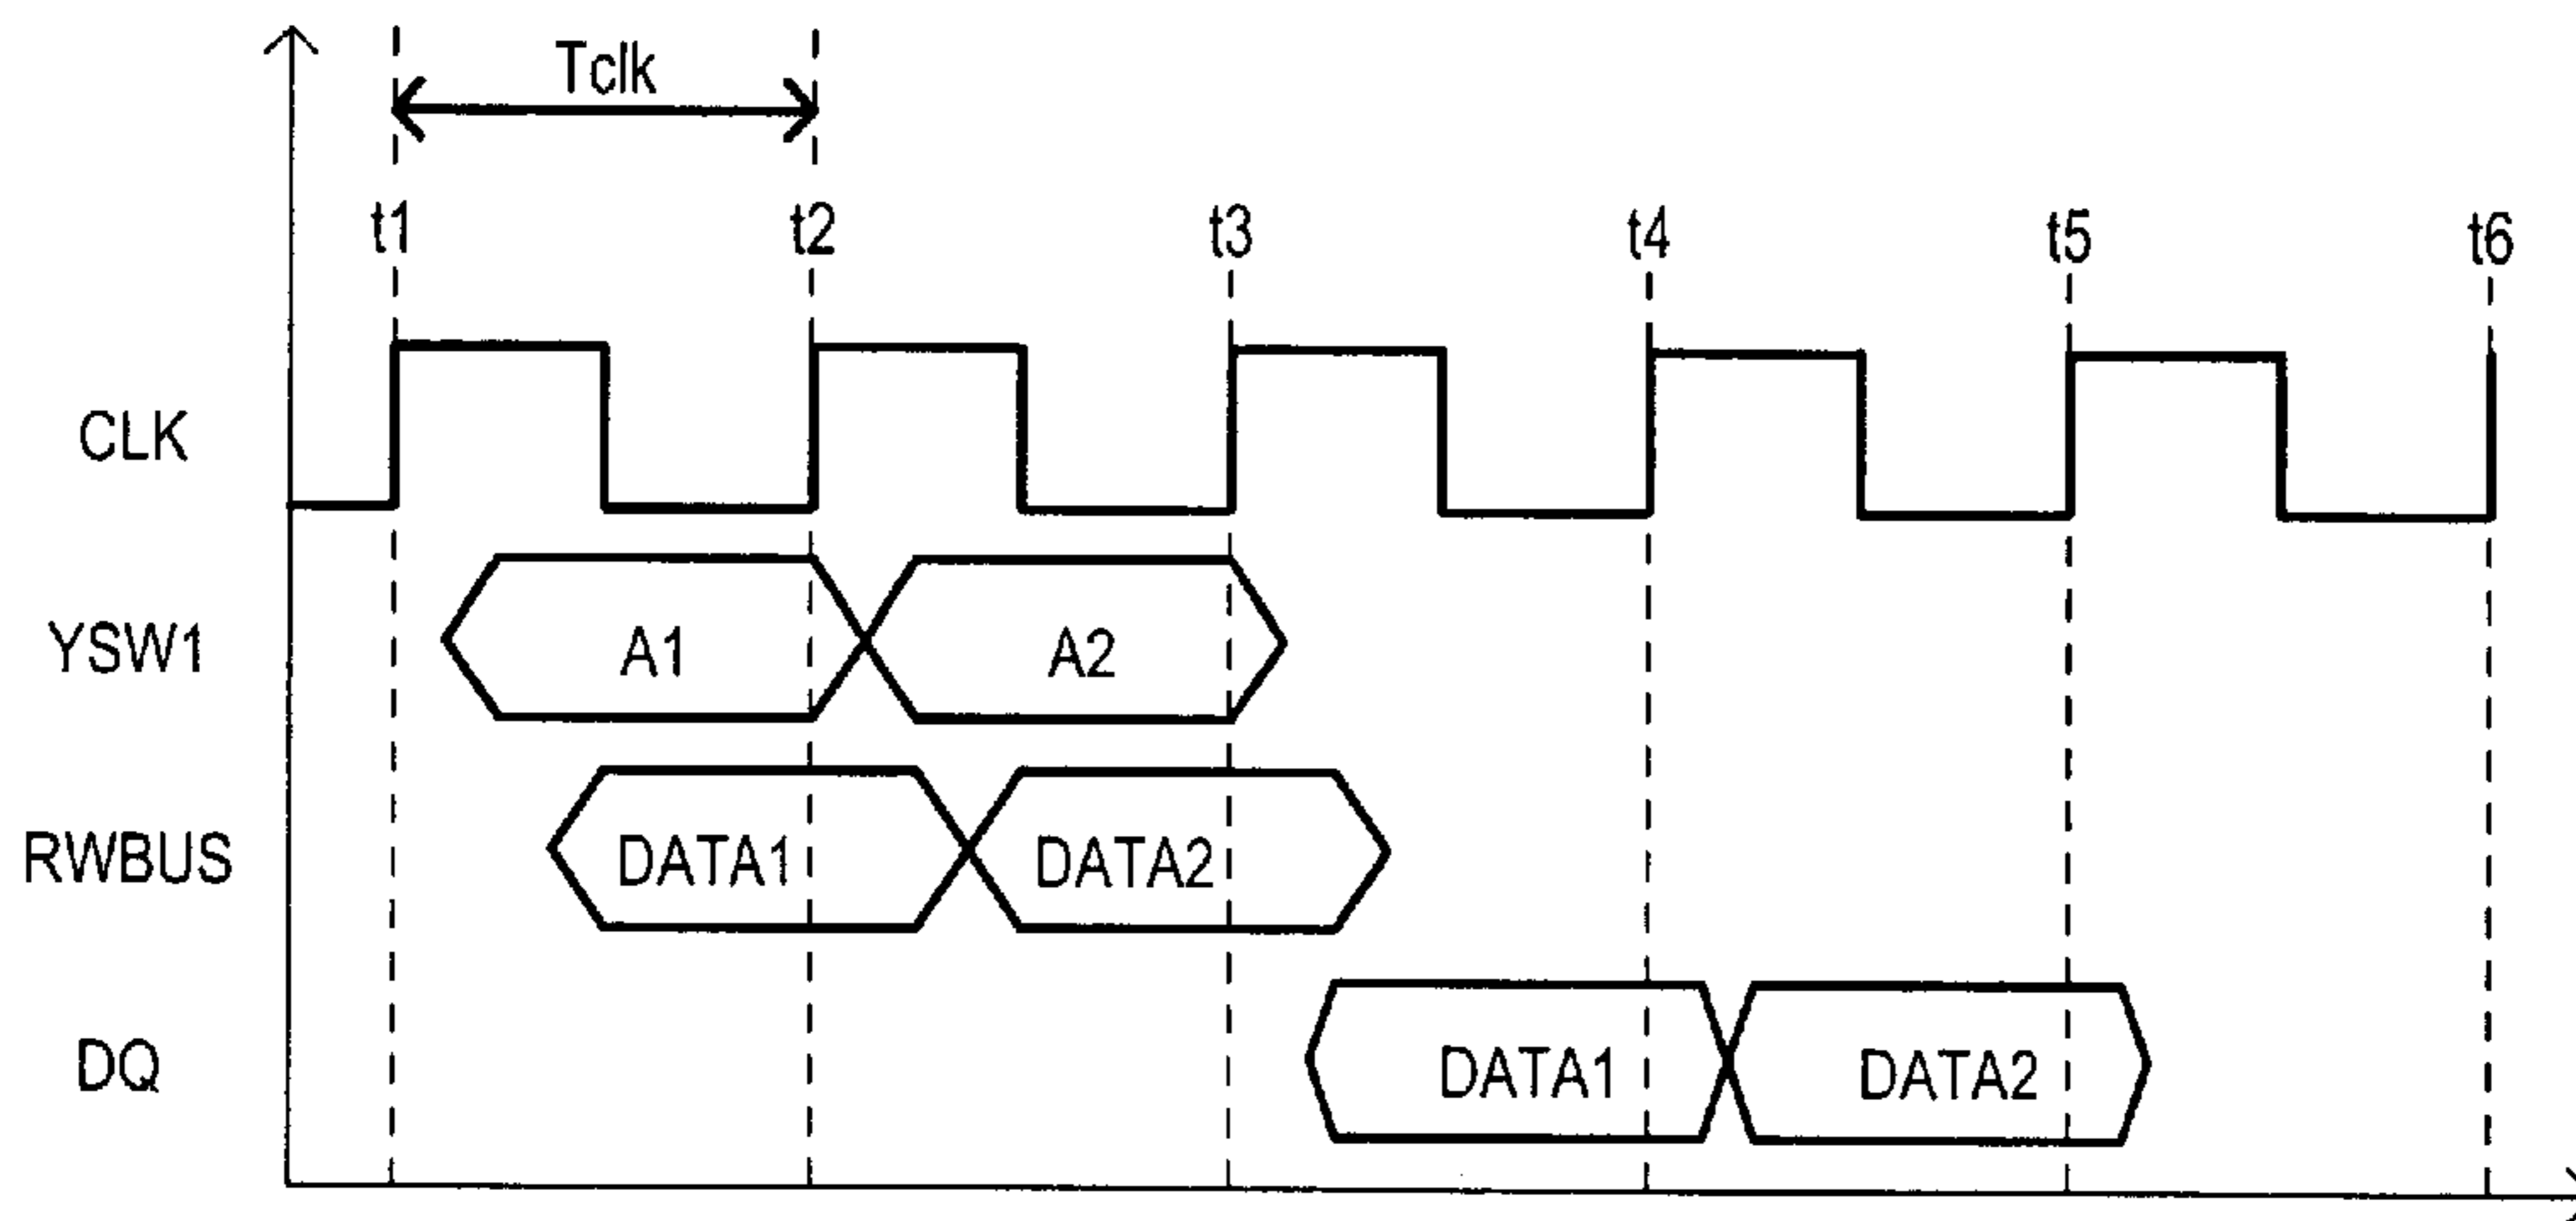 Tclk
t1 t2 t3 t4 t5 t6
CLK
YSW1 A1 A2
RWBUS DATA1 DATA2
DQ DATA1 DATA2